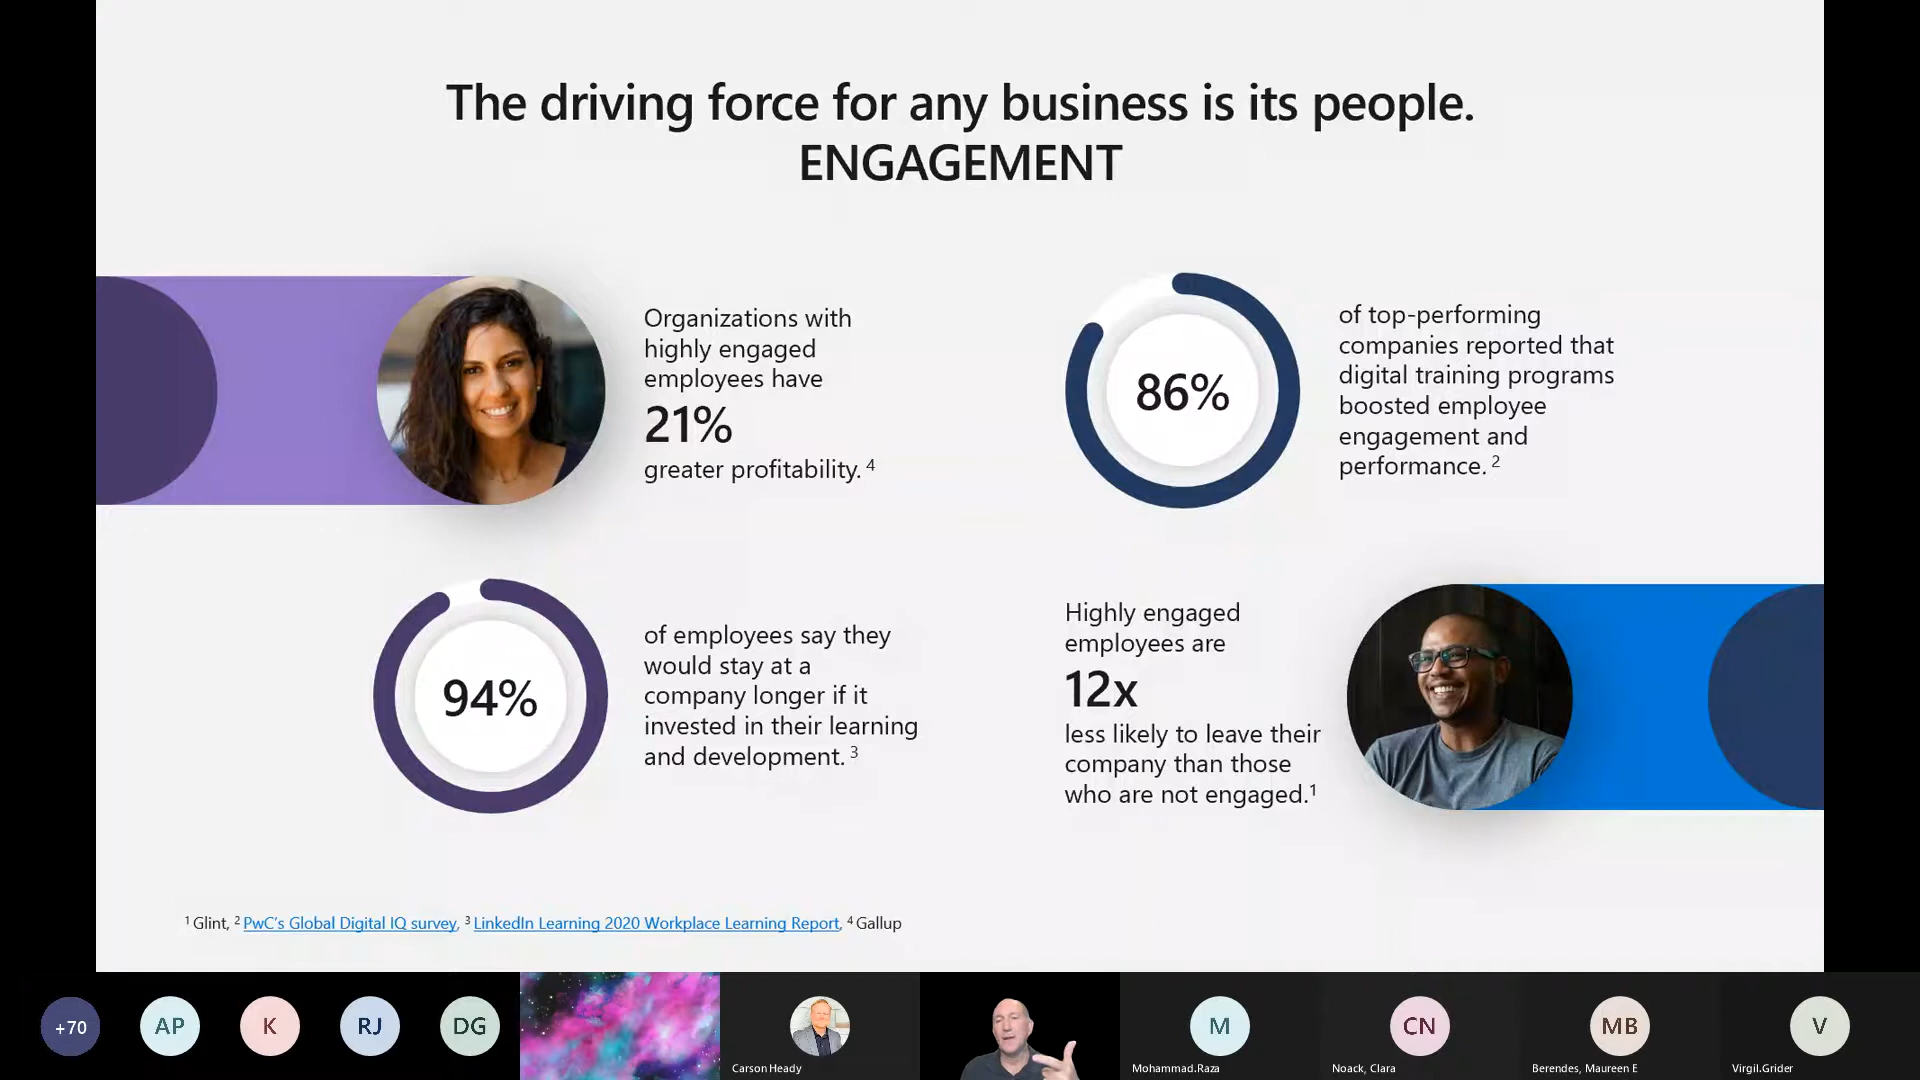 The driving force for any business is its people.
ENGAGEMENT
Organizations with
highly engaged
employees have
21%
greater profitability. 4
86%
of top-performing
companies reported that
digital training programs
boosted employee
engagement and
performance. 2
94%
of employees say they
would stay at a
company longer if it
invested in their learning
and development. 3
Highly engaged
employees are
12x
less likely to leave their
company than those
who are not engaged.1
1 Glint, 2 PwC's Global Digital IQ survey, 3 LinkedIn Learning 2020 Workplace Learning Report, 4 Gallup
+70
AP
K
RJ
DG
Carson Heady
M
Mohammad.Raza
CN
Noack, Clara
MB
Berendes, Maureen E
V
Virgil.Grider